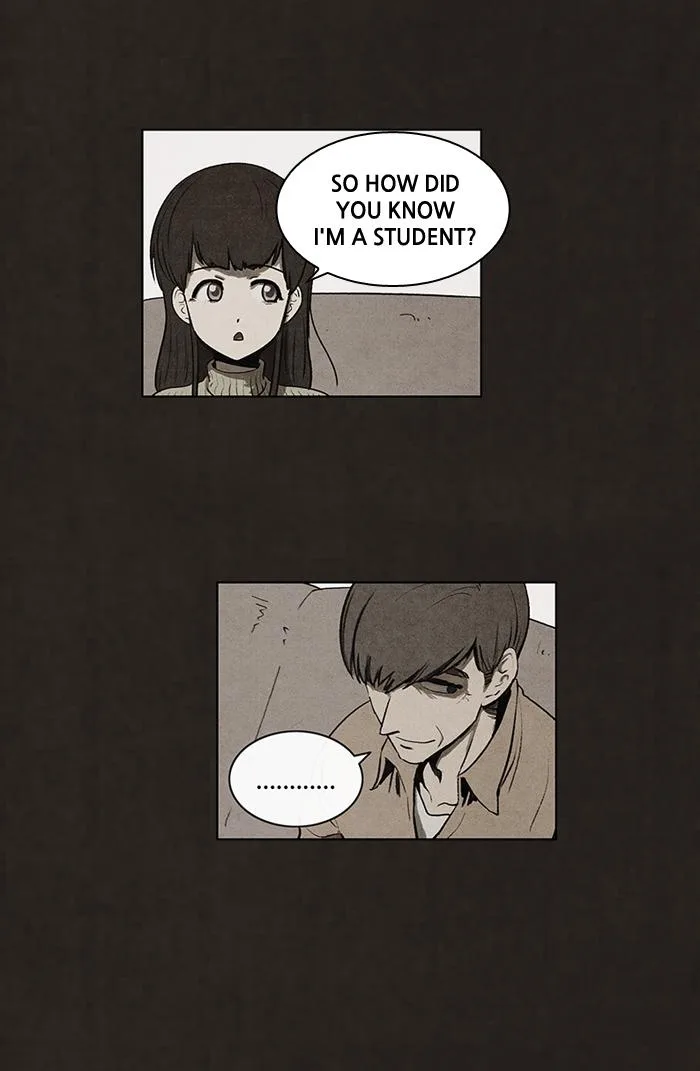 SO HOW DID
YOU KNOW
I'M A STUDENT?
.............